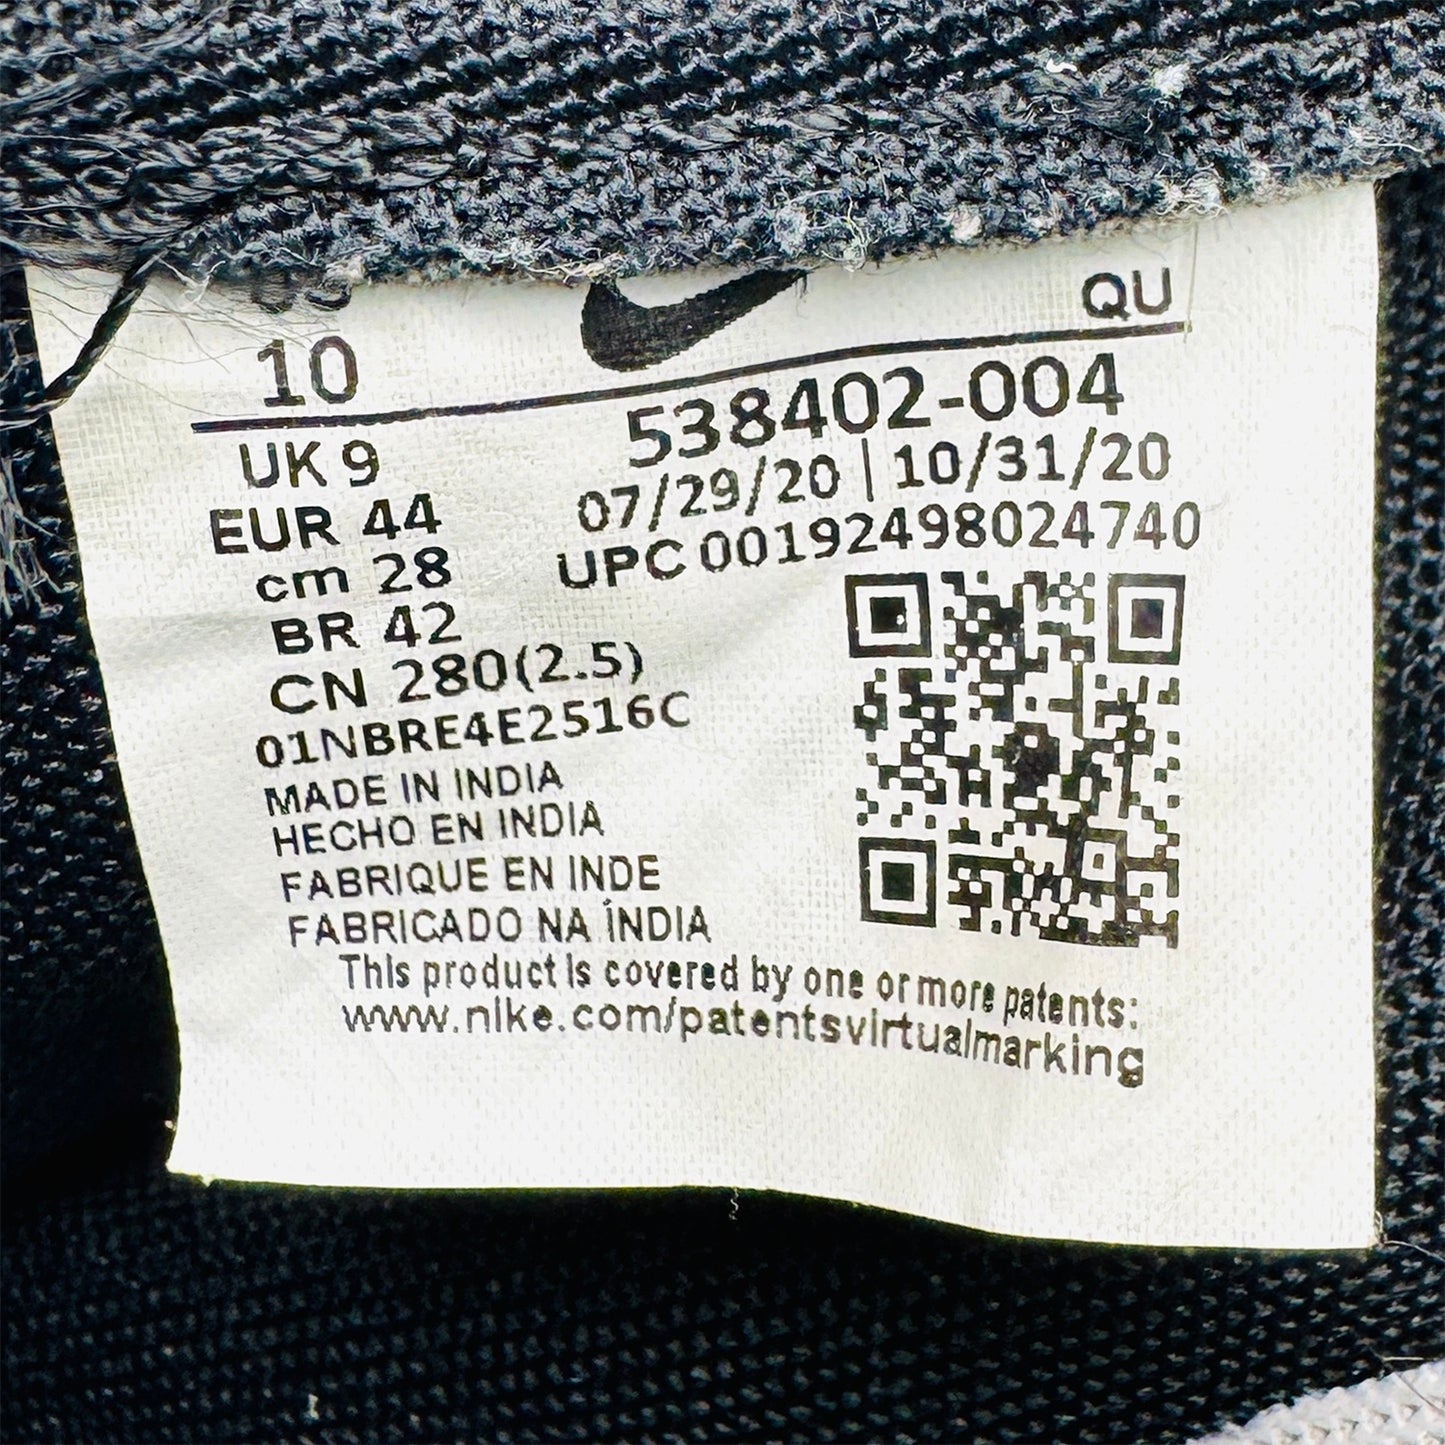 10
QU
538402-004
UK 9
07/29/20 | 10/31/20
EUR 44
UPC 00192498024740
cm 28
BR 42
CN 280(2.5)
01NBRE4E2516C
MADE IN INDIA
HECHO EN INDIA
FABRIQUE EN INDE
FABRICADO NA ÍNDIA
This product is covered by one or more patents:
www.nike.com/patentsvirtualmarking